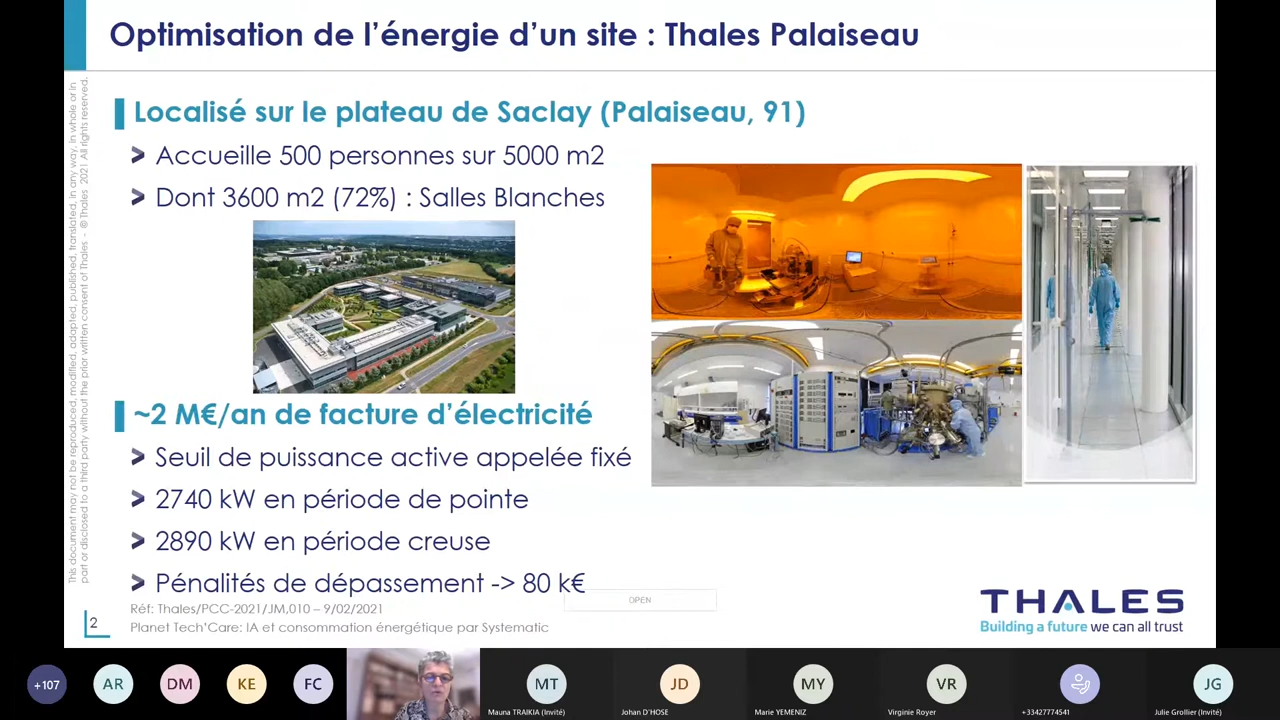 Optimisation de l'énergie d'un site : Thales Palaiseau
This document may not be reproduced, modified, adapted, published, translated, in any way, in whole or in
part or disclosed to a third party without the prior written consent of Thales - © Thales 2021 All rights reserved.
Localisé sur le plateau de Saclay (Palaiseau, 91)
> Accueille 500 personnes sur 5000 m2
> Dont 3600 m2 (72%) : Salles Blanches
~2 M€/an de facture d'électricité
> Seuil de puissance active appelée fixé
> 2740 kW en période de pointe
> 2890 kW en période creuse
> Pénalités de dépassement -> 80 k€
OPEN
Réf: Thales/PCC-2021/JM,010 – 9/02/2021
Planet Tech'Care: IA et consommation énergétique par Systematic
2
THALES
Building a future we can all trust
+107
AR
DM
KE
FC
MT
Mauna TRAIKIA (Invité)
JD
Johan D'HOSE
MY
Marie YEMENIZ
VR
Virginie Royer
+33427774541
JG
Julie Grollier (Invité)